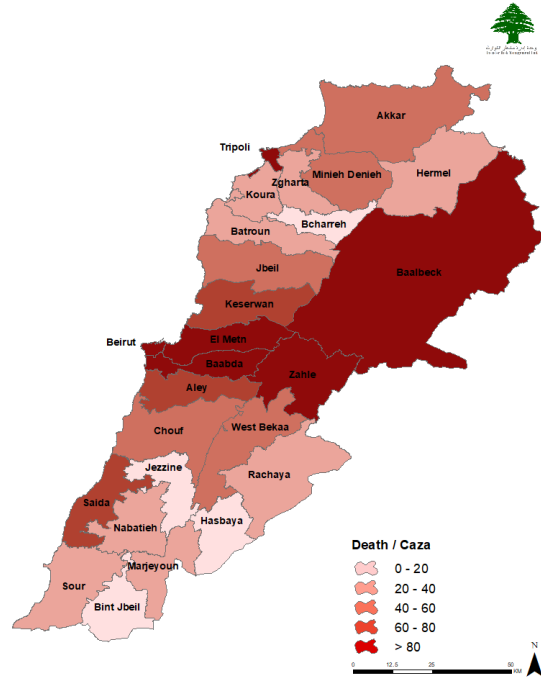 Akkar
Tripoli
Hermel
Minieh Denieh
Zgharta
Koura
Bcharreh
Batroun
Jbeil
Baalbeck
Keserwan
El Metn
Beirut
Baabda
Zahle
Aley
West Bekaa
Chouf
Jezzine
Rachaya
Saida
Hasbaya
Nabatieh
Marjeyoun
Sour
Bint Jbeil
Death / Caza
0 - 20
20 - 40
40 - 60
60 - 80
> 80
N
0 12.5 25 50
KM